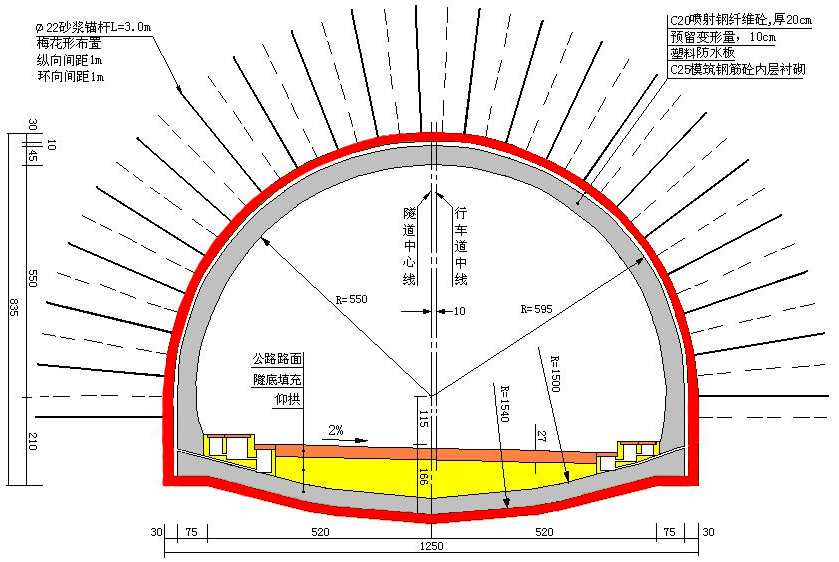 ϕ22砂浆锚杆L=3.0m
梅花形布置
纵向间距1m
环向间距1m
C20喷射钢纤维砼,厚20cm
预留变形量，10cm
塑料防水板
C25模筑钢筋砼内层衬砌
30
10
45
550
835
210
隧道中心线
行车道中线
R=550
R=595
10
公路路面
隧底填充
仰拱
R=1500
R=1540
115
2%
27
166
30
75
520
520
75
30
1250